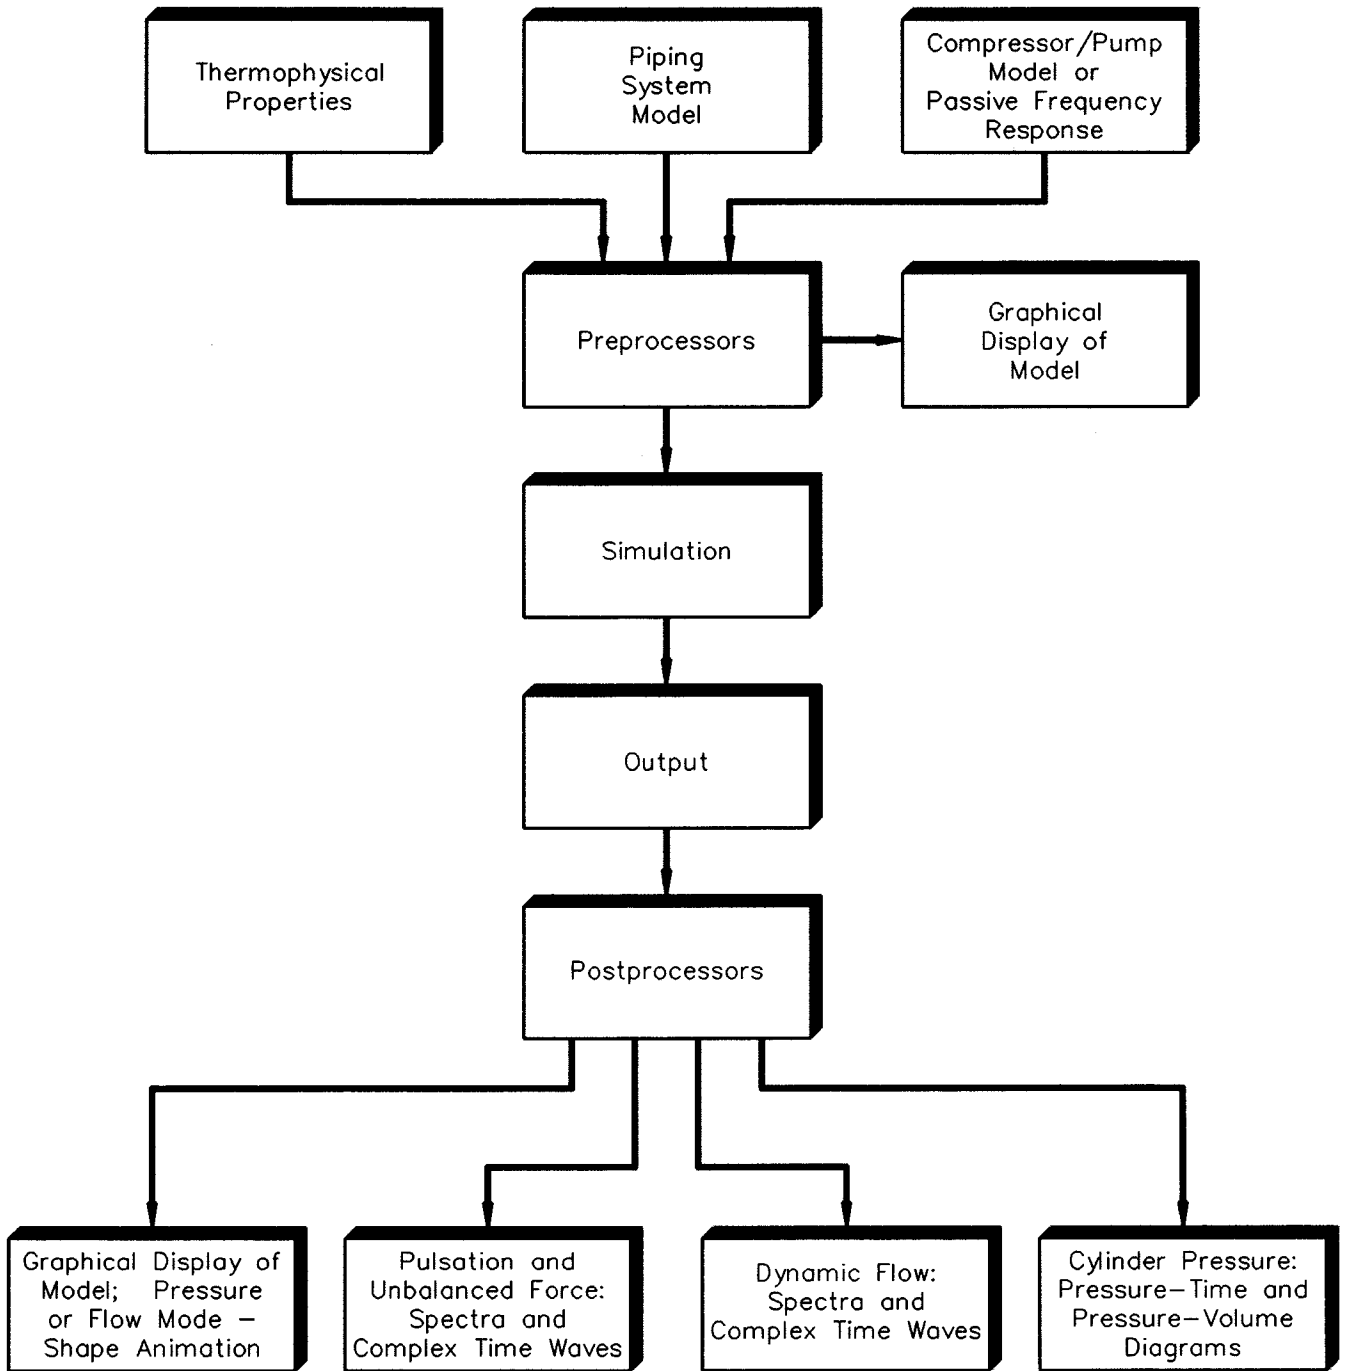 Thermophysical
Properties
Piping
System
Model
Compressor/Pump
Model or
Passive Frequency
Response
Preprocessors
Graphical
Display of
Model
Simulation
Output
Postprocessors
Graphical Display of
Model; Pressure
or Flow Mode –
Shape Animation
Pulsation and
Unbalanced Force:
Spectra and
Complex Time Waves
Dynamic Flow:
Spectra and
Complex Time Waves
Cylinder Pressure:
Pressure–Time and
Pressure–Volume
Diagrams